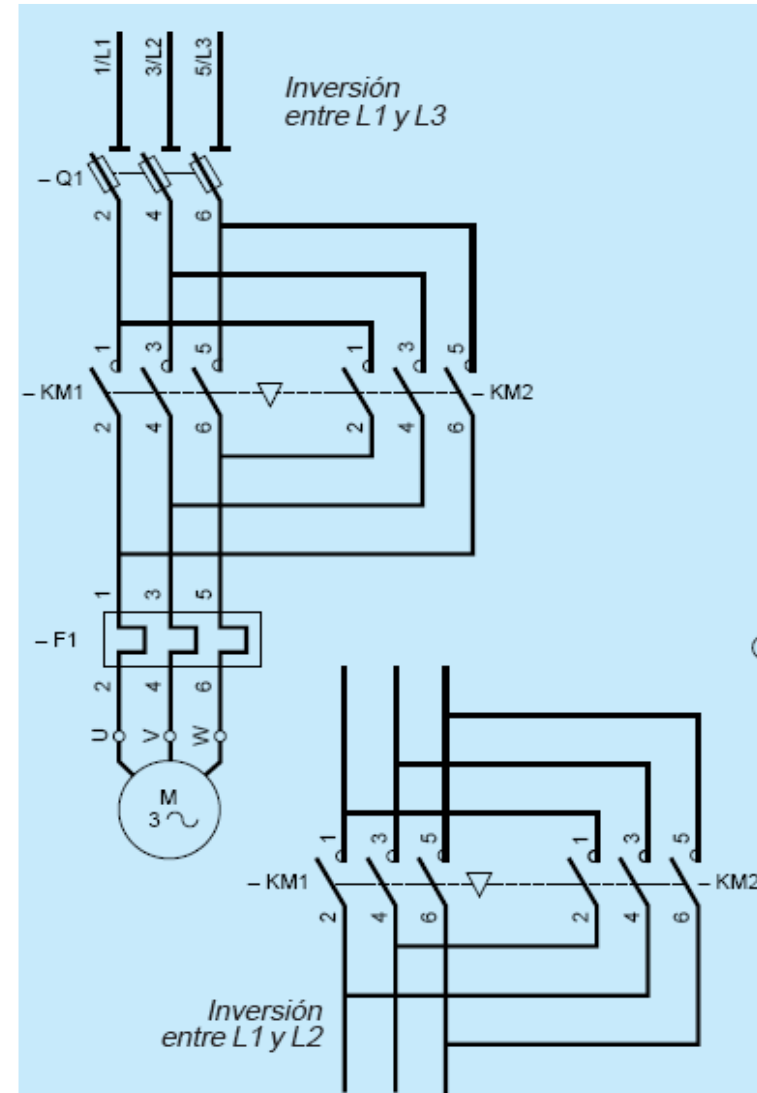 1/L1 3/L2 5/L3
Inversión
entre L1 y L3
– Q1
2 4 6
1 3 5 1 3 5
– KM1 – KM2
2 4 6 2 4 6
1 3 5
– F1
2 4 6
U V W
M
3
1 3 5 1 3 5
– KM1 – KM2
2 4 6 2 4 6
Inversión
entre L1 y L2